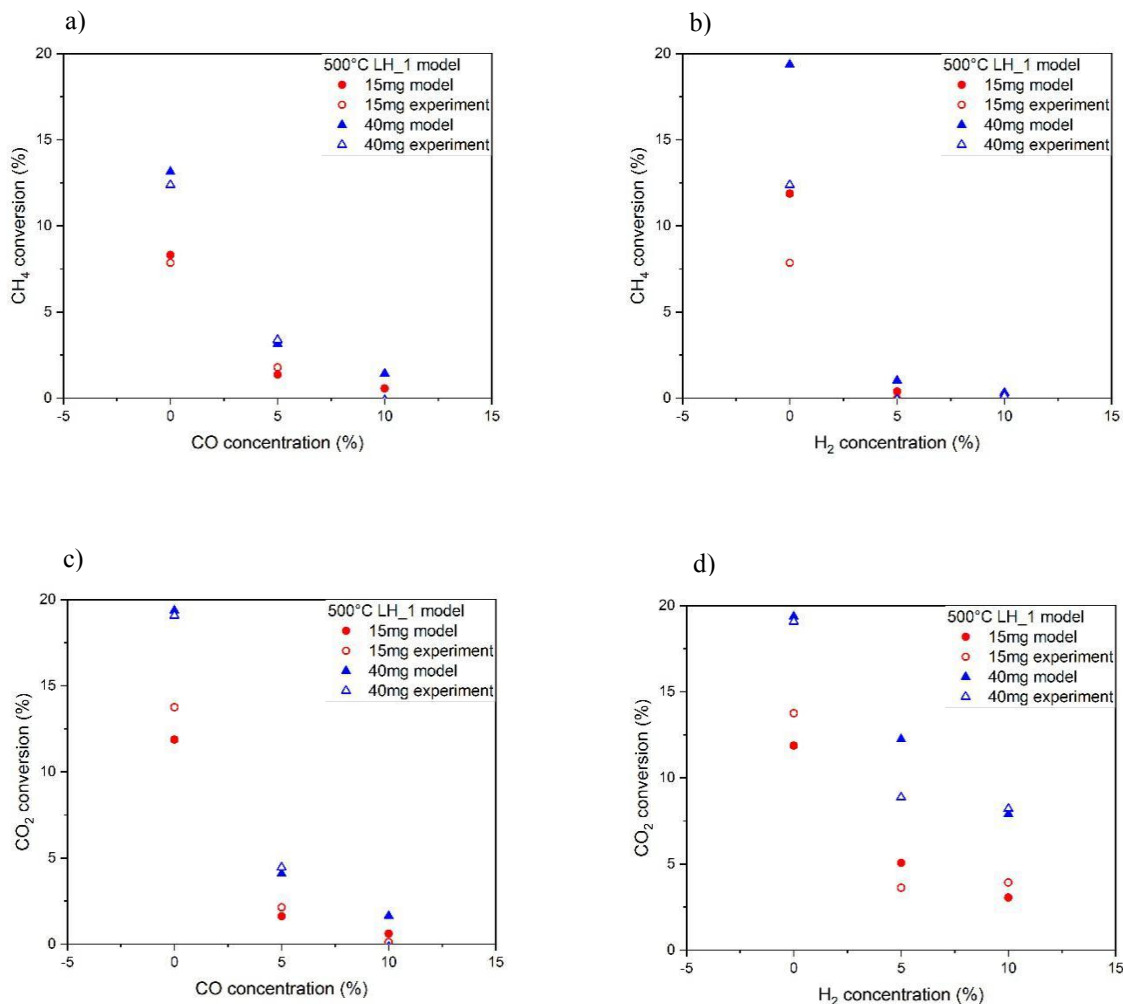 a)
20
15
10
5
0
CH₄ conversion (%)
500°C LH_1 model
15mg model
15mg experiment
40mg model
40mg experiment
-5 0 5 10 15
CO concentration (%)
b)
20
15
10
5
0
CH₄ conversion (%)
500°C LH_1 model
15mg model
15mg experiment
40mg model
40mg experiment
-5 0 5 10 15
H₂ concentration (%)
c)
20
15
10
5
0
CO₂ conversion (%)
500°C LH_1 model
15mg model
15mg experiment
40mg model
40mg experiment
-5 0 5 10 15
CO concentration (%)
d)
20
15
10
5
0
CO₂ conversion (%)
500°C LH_1 model
15mg model
15mg experiment
40mg model
40mg experiment
-5 0 5 10 15
H₂ concentration (%)